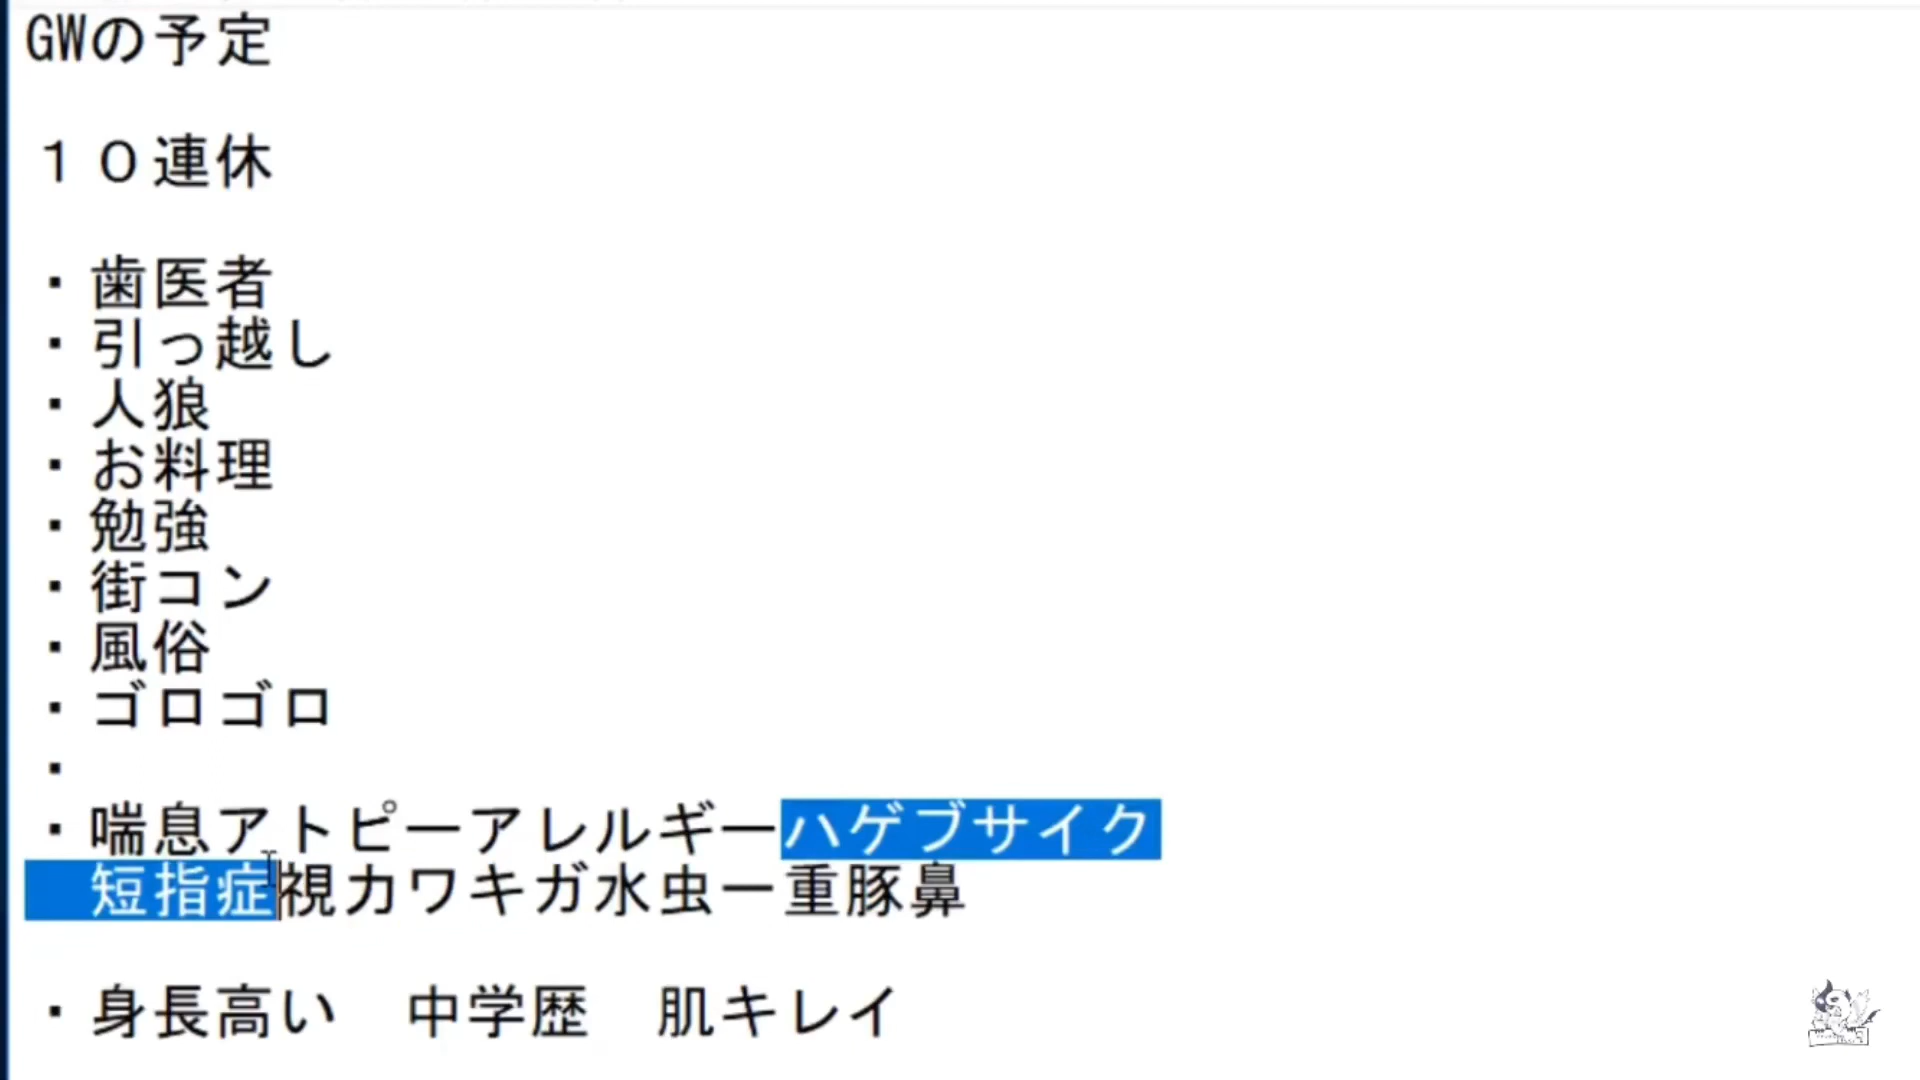 GWの予定
１０連休
・歯医者
・引っ越し
・人狼
・お料理
・勉強
・街コン
・風俗
・ゴロゴロ
・
・喘息アトピーアレルギーハゲブサイク
　短指症視力ワキガ水虫一重豚鼻
・身長高い　中学歴　肌キレイ